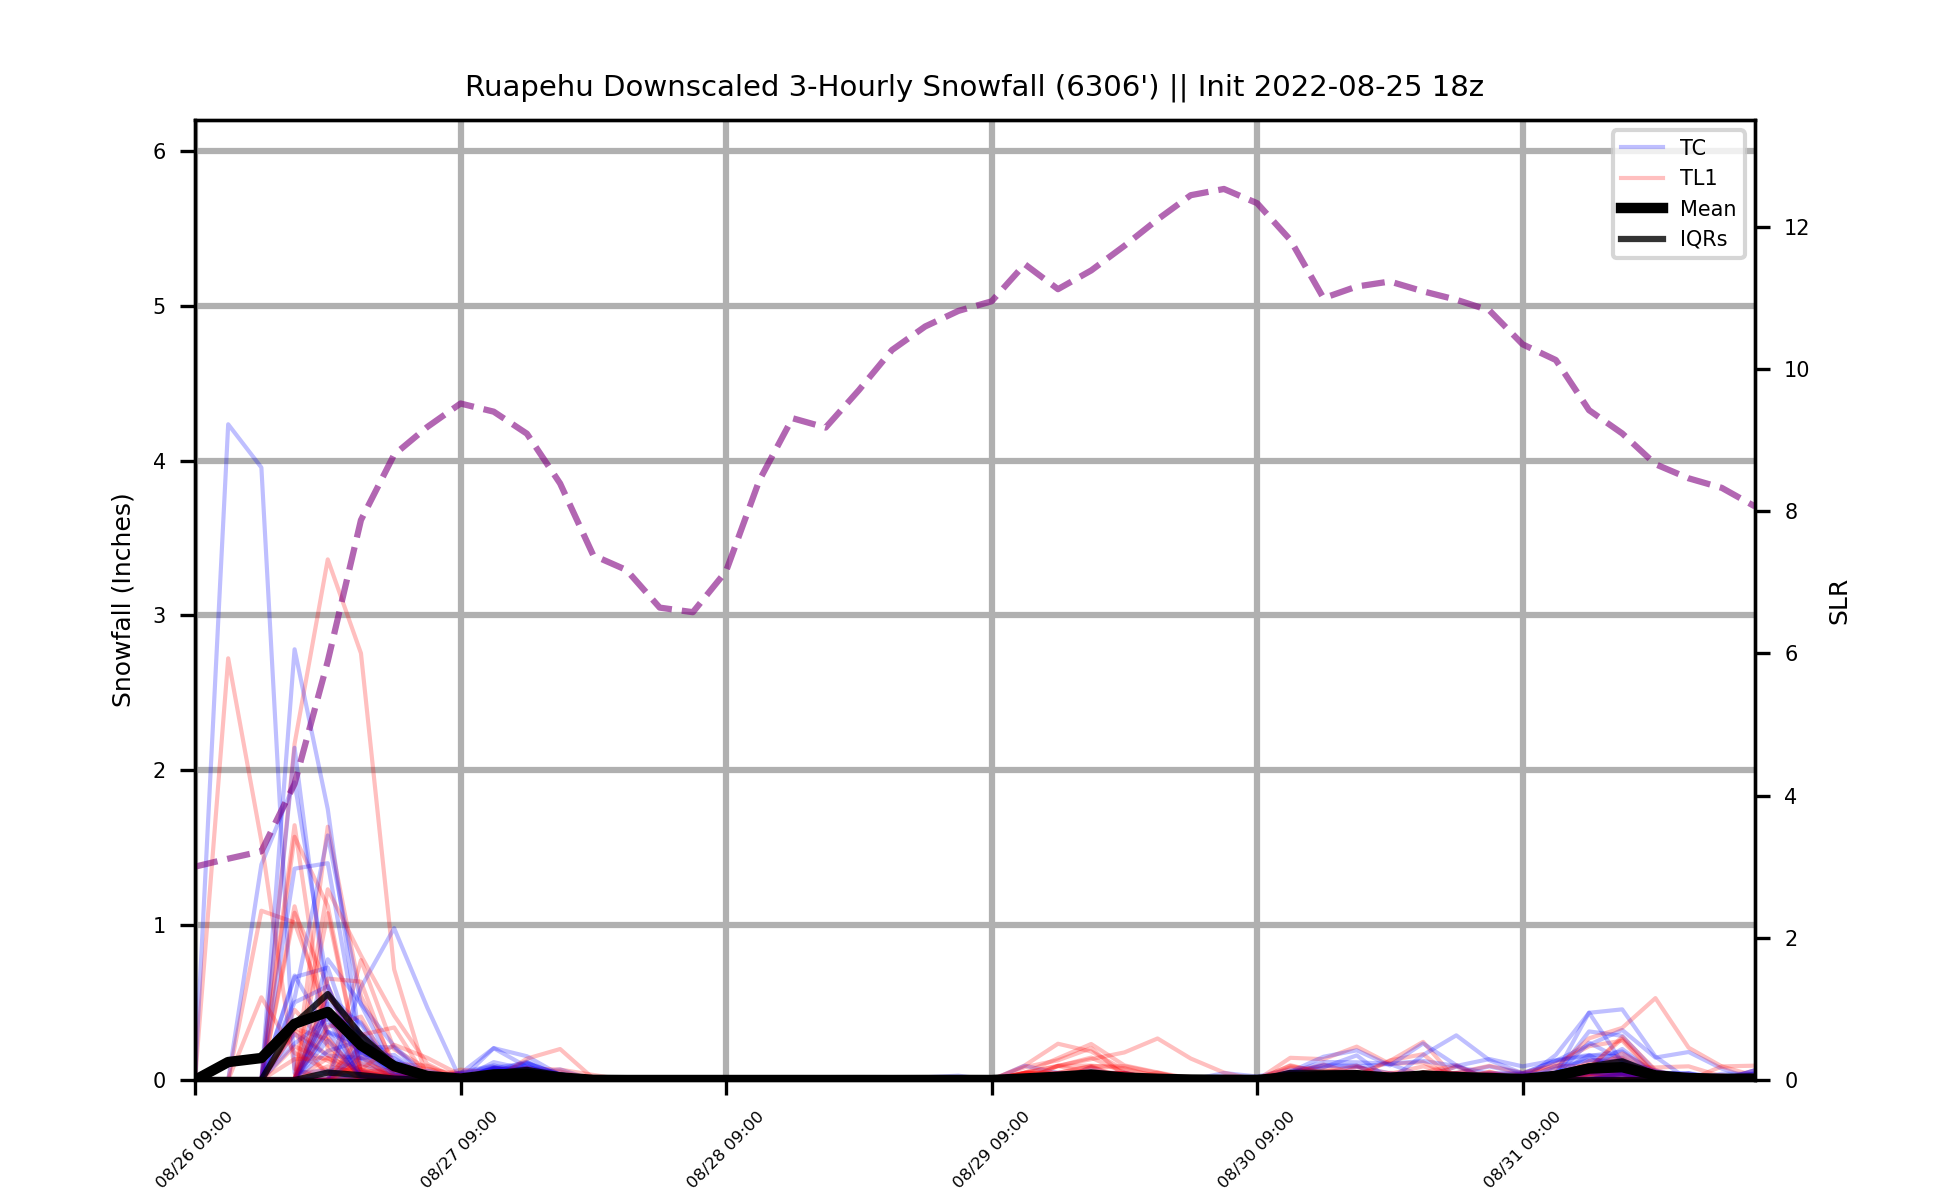 Ruapehu Downscaled 3-Hourly Snowfall (6306') || Init 2022-08-25 18z
TC
TL1
Mean
IQRs
Snowfall (Inches)
6
5
4
3
2
1
0
SLR
12
10
8
6
4
2
0
08/26 09:00
08/27 09:00
08/28 09:00
08/29 09:00
08/30 09:00
08/31 09:00